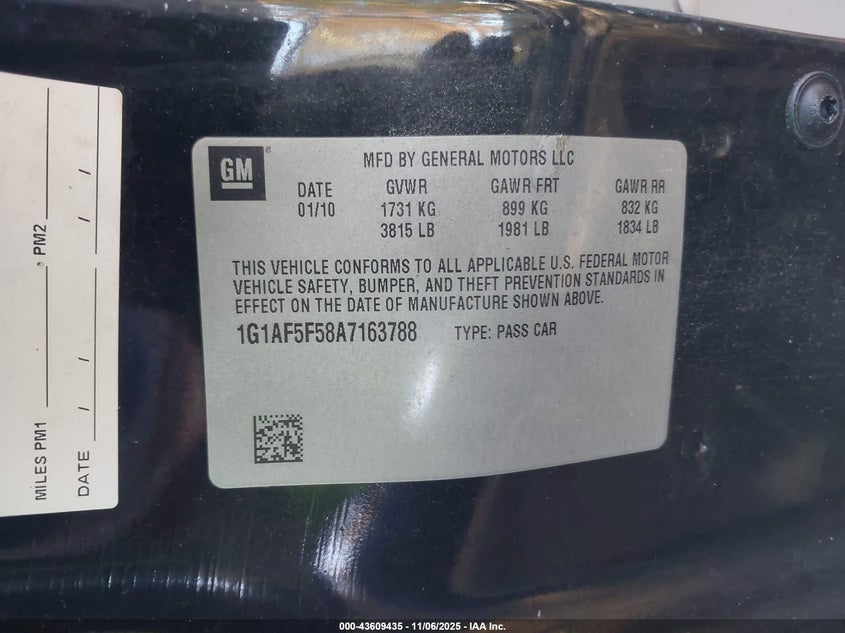 GM
MFD BY GENERAL MOTORS LLC
DATE GVWR GAWR FRT GAWR RR
01/10 1731 KG 899 KG 832 KG
3815 LB 1981 LB 1834 LB
THIS VEHICLE CONFORMS TO ALL APPLICABLE U.S. FEDERAL MOTOR
VEHICLE SAFETY, BUMPER, AND THEFT PREVENTION STANDARDS IN
EFFECT ON THE DATE OF MANUFACTURE SHOWN ABOVE.
1G1AF5F58A7163788 TYPE: PASS CAR
MILES PM1 PM2
DATE / / / /
000-43609435 - 11/06/2025 - IAA Inc.